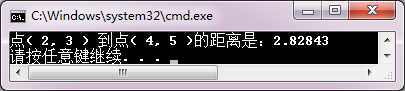 C:\Windows\system32\cmd.exe
点( 2, 3 ) 到点( 4, 5 )的距离是: 2.82843
请按任意键继续. . .